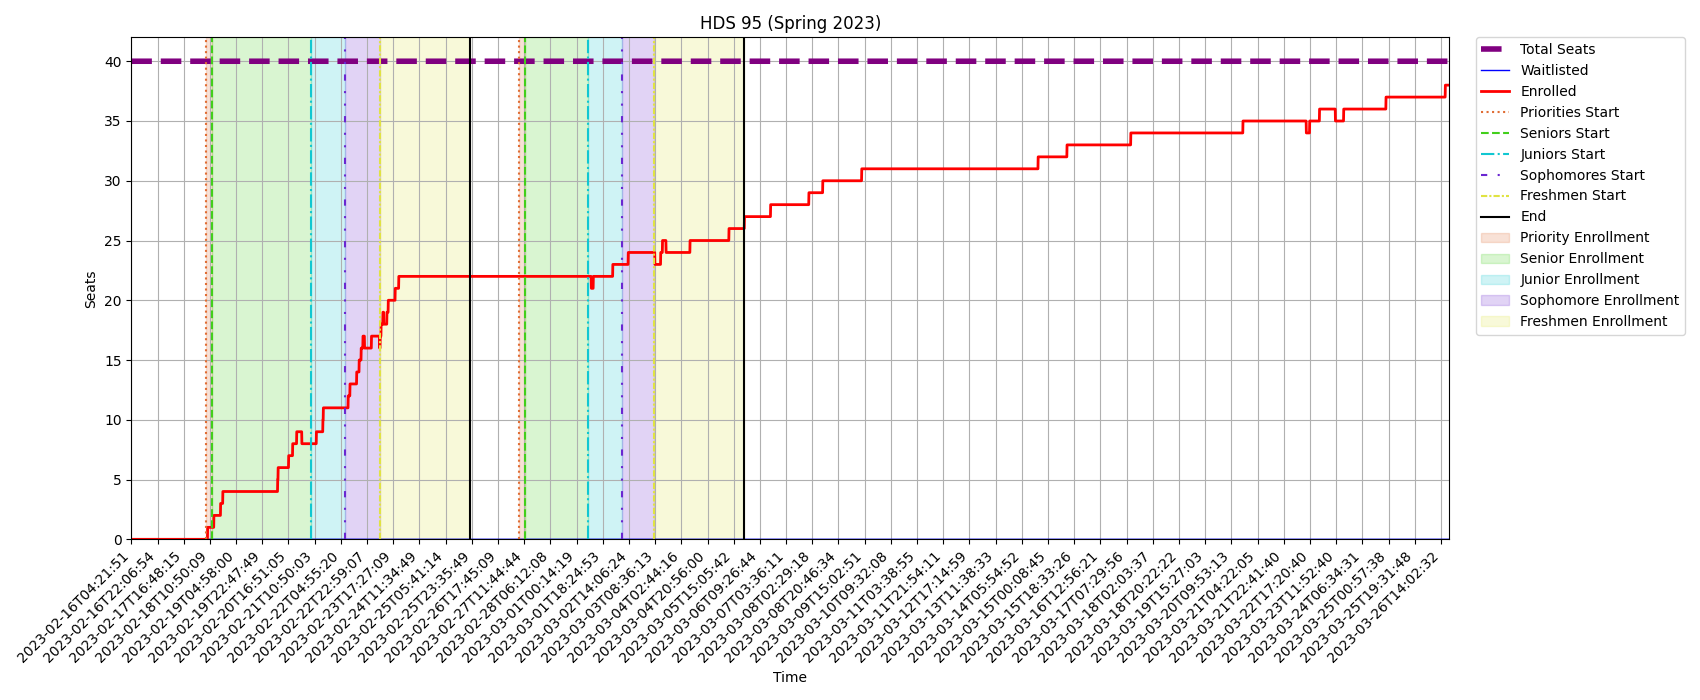 HDS 95 (Spring 2023)
Seats
40
35
30
25
20
15
10
5
0
2023-02-16T04:21:51
2023-02-16T22:06:54
2023-02-17T16:48:15
2023-02-18T10:50:09
2023-02-19T04:58:00
2023-02-19T22:47:49
2023-02-20T16:51:05
2023-02-21T10:50:03
2023-02-22T04:55:20
2023-02-22T22:59:07
2023-02-23T17:27:09
2023-02-24T11:34:49
2023-02-25T05:41:14
2023-02-25T23:35:49
2023-02-26T17:45:09
2023-02-27T11:44:44
2023-02-28T06:12:08
2023-03-01T00:14:19
2023-03-01T18:24:53
2023-03-02T14:06:24
2023-03-03T08:36:13
2023-03-04T02:44:16
2023-03-04T20:56:00
2023-03-05T15:05:42
2023-03-06T09:26:44
2023-03-07T03:36:11
2023-03-08T02:29:18
2023-03-08T20:46:34
2023-03-09T15:02:51
2023-03-10T09:32:08
2023-03-11T03:38:55
2023-03-11T21:54:11
2023-03-12T17:14:59
2023-03-13T11:38:33
2023-03-14T05:54:52
2023-03-15T00:08:45
2023-03-15T18:33:26
2023-03-16T12:56:21
2023-03-17T07:29:56
2023-03-18T02:03:37
2023-03-18T20:22:22
2023-03-19T15:27:03
2023-03-20T09:53:13
2023-03-21T04:22:05
2023-03-21T22:41:40
2023-03-22T17:20:40
2023-03-23T11:52:40
2023-03-24T06:34:31
2023-03-25T00:57:38
2023-03-25T19:31:48
2023-03-26T14:02:32
Time
Total Seats
Waitlisted
Enrolled
Priorities Start
Seniors Start
Juniors Start
Sophomores Start
Freshmen Start
End
Priority Enrollment
Senior Enrollment
Junior Enrollment
Sophomore Enrollment
Freshmen Enrollment